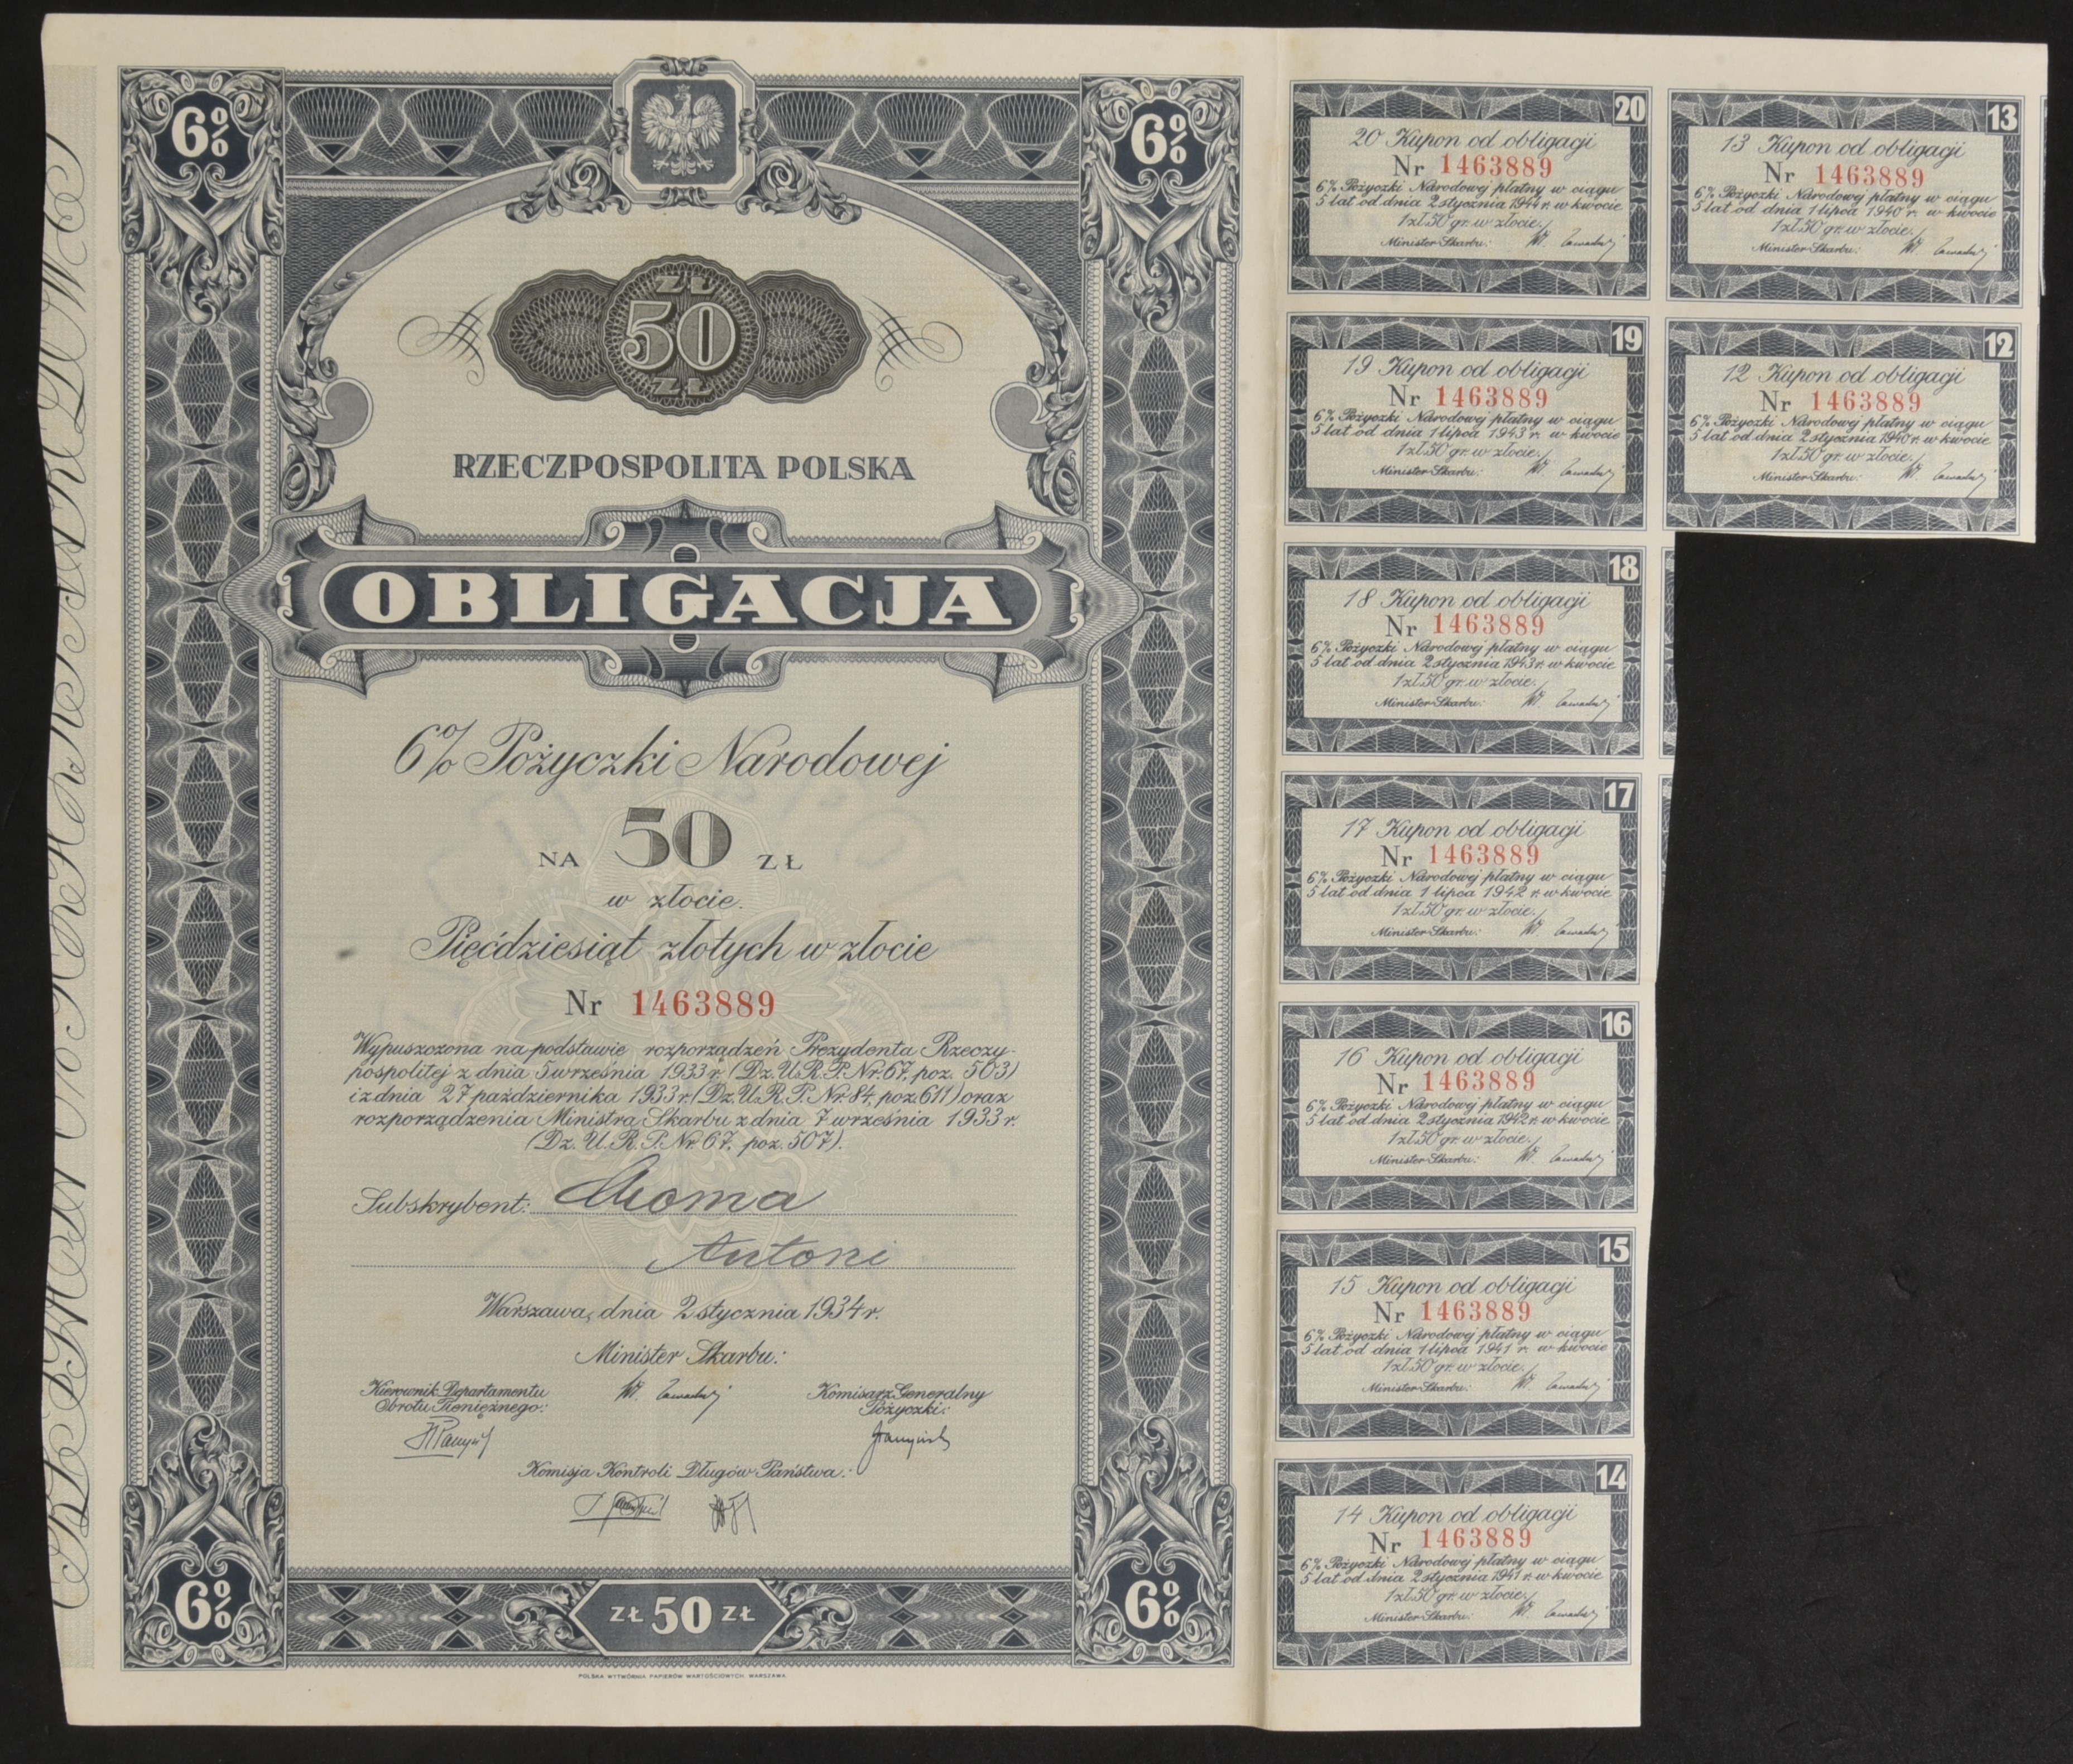 6%
6%
ZŁ
50
ZŁ
RZECZPOSPOLITA POLSKA
OBLIGACJA
6% Pożyczki Narodowej
NA 50 ZŁ
w złocie.
Pięćdziesiąt złotych w złocie
Nr 1463889
Wypuszczona na podstawie rozporządzeń Prezydenta Rzeczy-
pospolitej z dnia 5 września 1933 r. (Dz. U. R. P. Nr. 67, poz. 503)
i z dnia 27 października 1933 r. (Dz. U. R. P. Nr. 84, poz. 611) oraz
rozporządzenia Ministra Skarbu z dnia 7 września 1933 r.
(Dz. U. R. P. Nr. 67, poz. 507).
Subskrybent:
Antoni
Warszawa, dnia 2 stycznia 1934 r.
Minister Skarbu:
Kierownik Departamentu
Obrotu Pieniężnego:
Komisarz Generalny
Pożyczki:
Komisja Kontroli Długów Państwa:
6%
ZŁ 50 ZŁ
6%
POLSKA WYTWÓRNIA PAPIERÓW WARTOŚCIOWYCH, WARSZAWA.
20
20 Kupon od obligacji
Nr 1463889
6% Pożyczki Narodowej płatny w ciągu
5 lat od dnia 2 stycznia 1944 r. w kwocie
1 zł. 50 gr. w złocie.
Minister Skarbu:
19
19 Kupon od obligacji
Nr 1463889
6% Pożyczki Narodowej płatny w ciągu
5 lat od dnia 1 lipca 1943 r. w kwocie
1 zł. 50 gr. w złocie.
Minister Skarbu:
18
18 Kupon od obligacji
Nr 1463889
6% Pożyczki Narodowej płatny w ciągu
5 lat od dnia 2 stycznia 1943 r. w kwocie
1 zł. 50 gr. w złocie.
Minister Skarbu:
17
17 Kupon od obligacji
Nr 1463889
6% Pożyczki Narodowej płatny w ciągu
5 lat od dnia 1 lipca 1942 r. w kwocie
1 zł. 50 gr. w złocie.
Minister Skarbu:
16
16 Kupon od obligacji
Nr 1463889
6% Pożyczki Narodowej płatny w ciągu
5 lat od dnia 2 stycznia 1942 r. w kwocie
1 zł. 50 gr. w złocie.
Minister Skarbu:
15
15 Kupon od obligacji
Nr 1463889
6% Pożyczki Narodowej płatny w ciągu
5 lat od dnia 1 lipca 1941 r. w kwocie
1 zł. 50 gr. w złocie.
Minister Skarbu:
14
14 Kupon od obligacji
Nr 1463889
6% Pożyczki Narodowej płatny w ciągu
5 lat od dnia 2 stycznia 1941 r. w kwocie
1 zł. 50 gr. w złocie.
Minister Skarbu:
13
13 Kupon od obligacji
Nr 1463889
6% Pożyczki Narodowej płatny w ciągu
5 lat od dnia 1 lipca 1940 r. w kwocie
1 zł. 50 gr. w złocie.
Minister Skarbu:
12
12 Kupon od obligacji
Nr 1463889
6% Pożyczki Narodowej płatny w ciągu
5 lat od dnia 2 stycznia 1940 r. w kwocie
1 zł. 50 gr. w złocie.
Minister Skarbu: